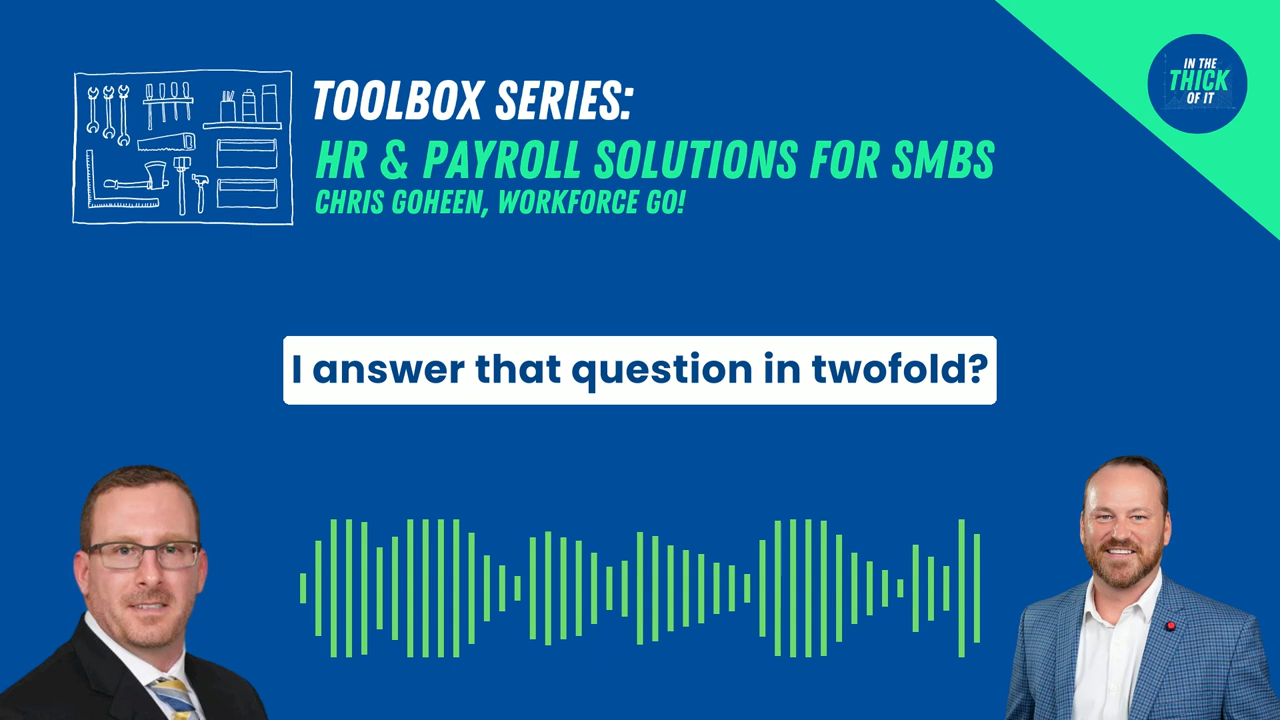 TOOLBOX SERIES:
HR & PAYROLL SOLUTIONS FOR SMBS
CHRIS GOHEEN, WORKFORCE GO!
IN THE
THICK
OF IT
I answer that question in twofold?